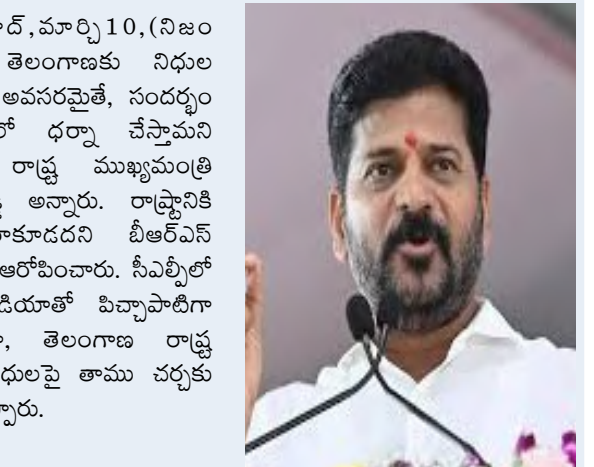 ాద్,మార్చి10,(నిజం
తెలంగాణకు నిధుల
అవసరమైతే, సందర్భం
లో ధర్నా చేస్తామని
రాష్ట్ర ముఖ్యమంత్రి
అన్నారు. రాష్ట్రానికి
ాకూడదని బీఆర్ఎస్
ఆరోపించారు. సీఎల్పీలో
డియాతో పిచ్చాపాటిగా
తెలంగాణ రాష్ట్ర
ధులపై తాము చర్చకు
్పారు.